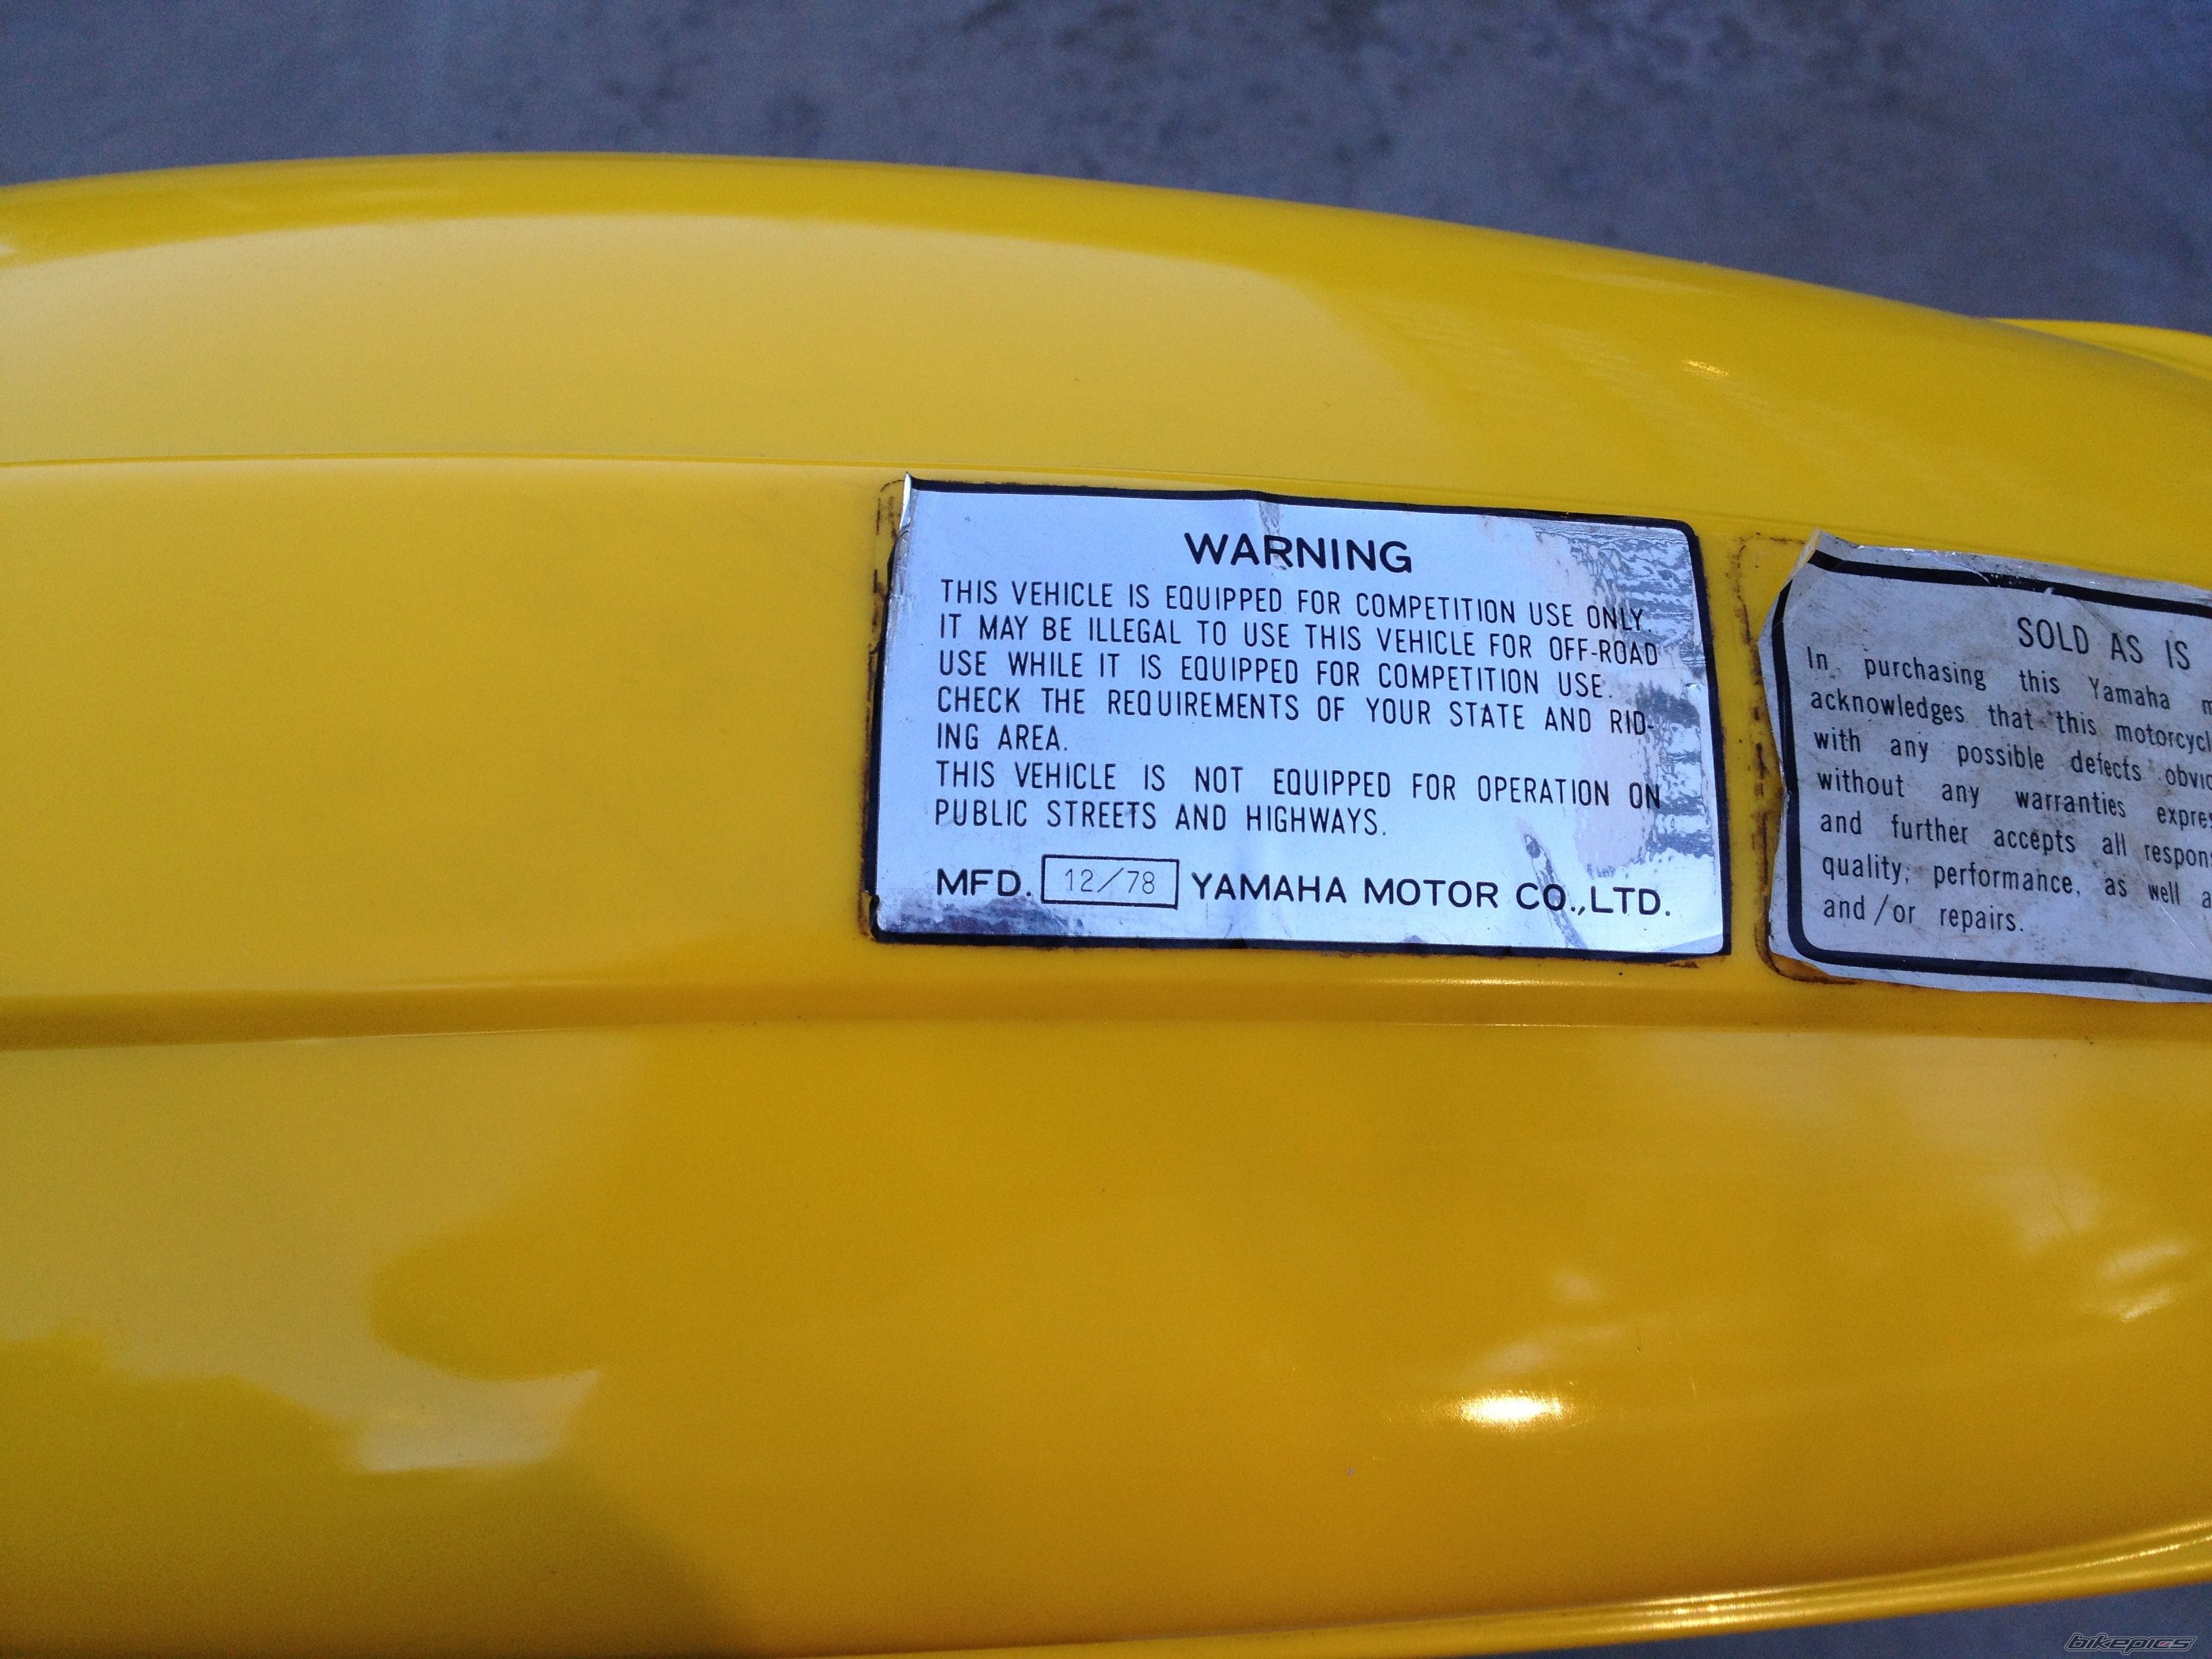 WARNING
THIS VEHICLE IS EQUIPPED FOR COMPETITION USE ONLY.
IT MAY BE ILLEGAL TO USE THIS VEHICLE FOR OFF-ROAD
USE WHILE IT IS EQUIPPED FOR COMPETITION USE.
CHECK THE REQUIREMENTS OF YOUR STATE AND RID-
ING AREA.
THIS VEHICLE IS NOT EQUIPPED FOR OPERATION ON
PUBLIC STREETS AND HIGHWAYS.
MFD. 12/78 YAMAHA MOTOR CO.,LTD.
SOLD AS IS
In purchasing this Yamaha
acknowledges that this
with any possible defects
without any warranties
and further accepts all
quality, performance, as well
and/or repairs.
bikepics